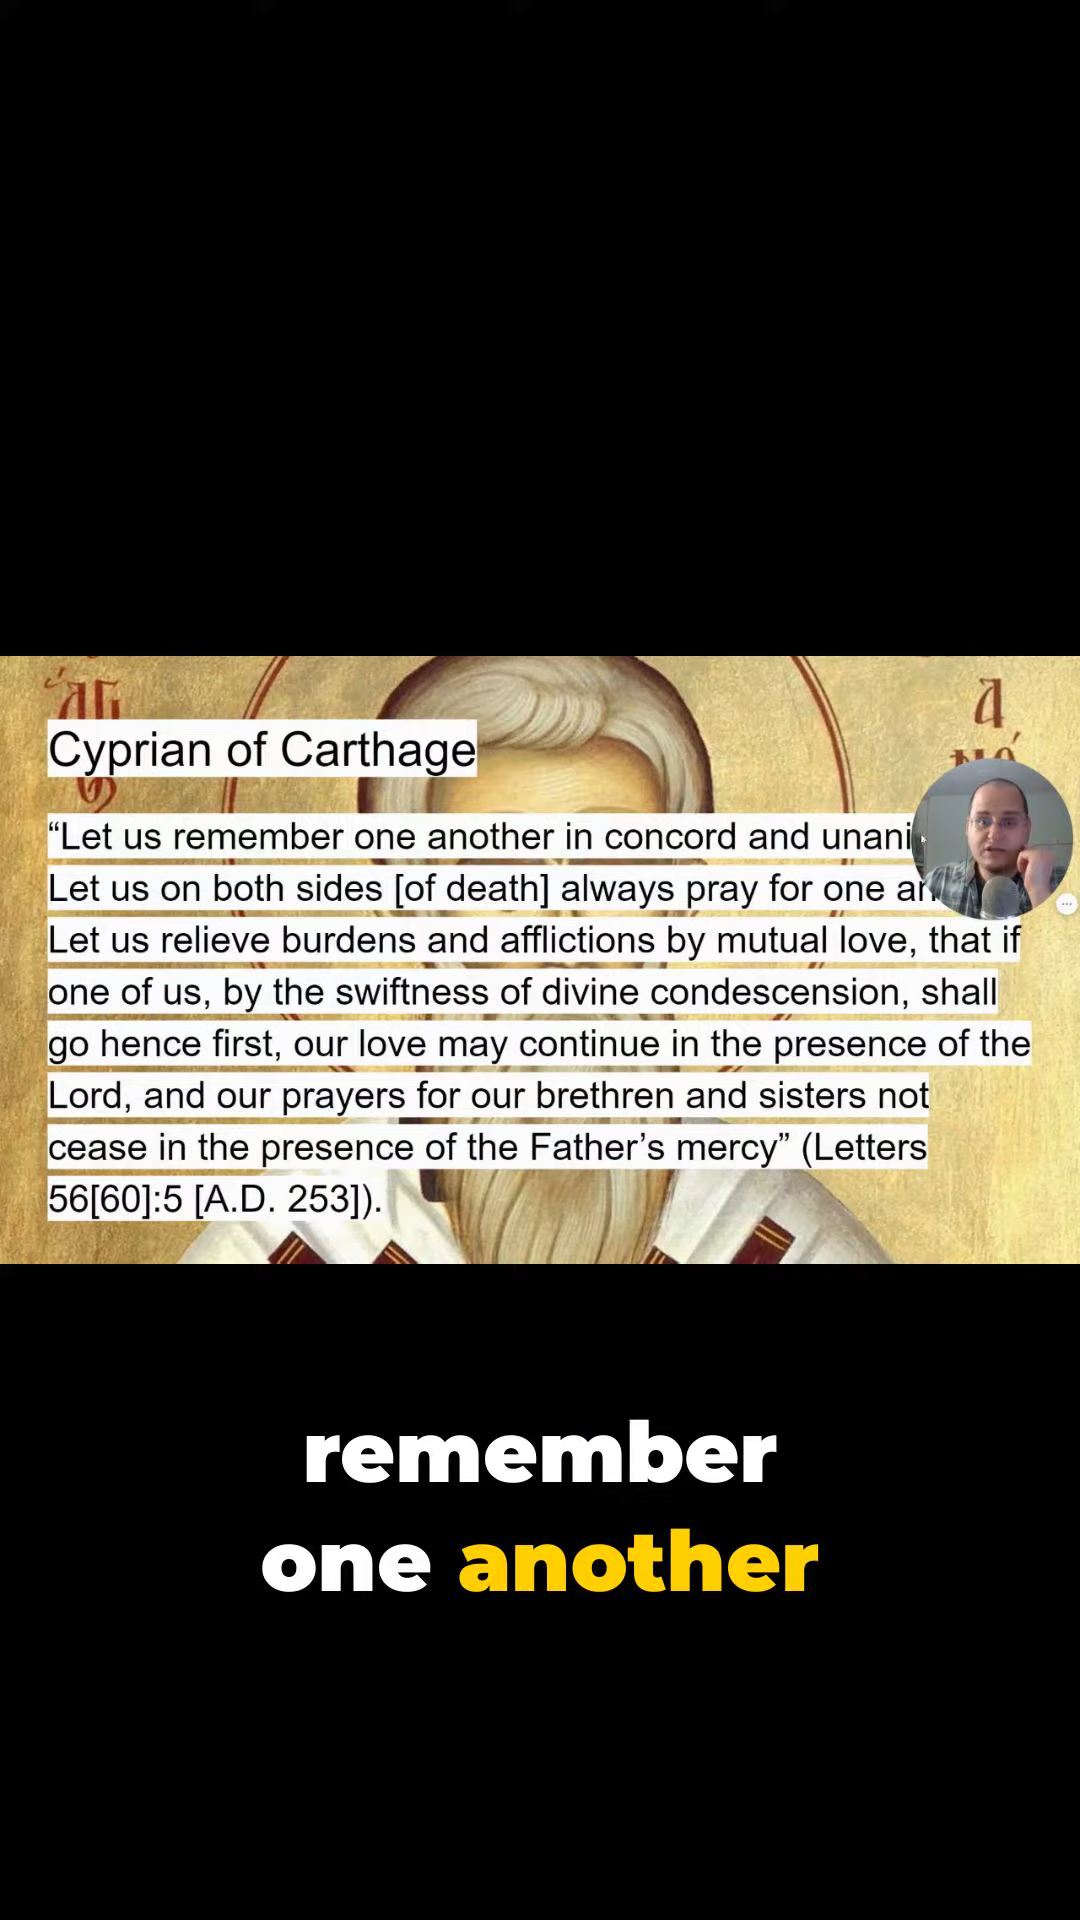 Cyprian of Carthage
“Let us remember one another in concord and
Let us on both sides [of death] always pray for one
Let us relieve burdens and afflictions by mutual love, that if
one of us, by the swiftness of divine condescension, shall
go hence first, our love may continue in the presence of the
Lord, and our prayers for our brethren and sisters not
cease in the presence of the Father’s mercy” (Letters
56[60]:5 [A.D. 253]).
remember
one another